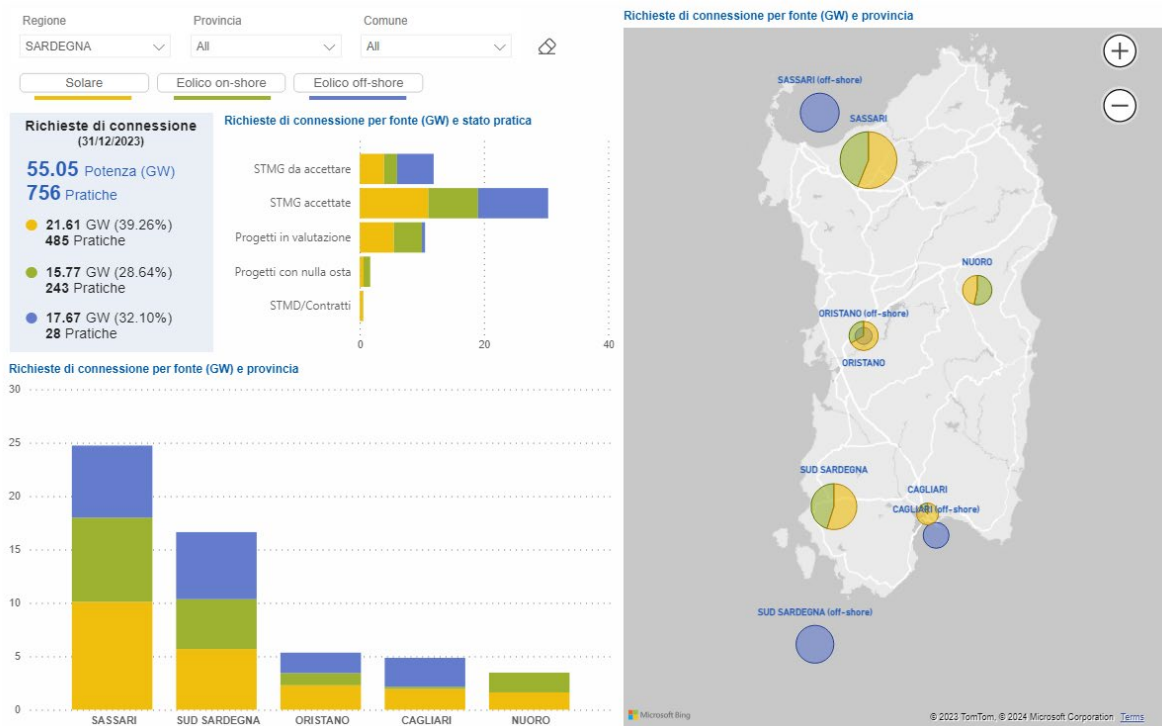 Regione
Provincia
Comune
SARDEGNA
All
All
Solare
Eolico on-shore
Eolico off-shore
Richieste di connessione
(31/12/2023)
55.05 Potenza (GW)
756 Pratiche
21.61 GW (39.26%)
485 Pratiche
15.77 GW (28.64%)
243 Pratiche
17.67 GW (32.10%)
28 Pratiche
Richieste di connessione per fonte (GW) e stato pratica
STMG da accettare
STMG accettate
Progetti in valutazione
Progetti con nulla osta
STMD/Contratti
0
20
40
Richieste di connessione per fonte (GW) e provincia
30
25
20
15
10
5
0
SASSARI
SUD SARDEGNA
ORISTANO
CAGLIARI
NUORO
Richieste di connessione per fonte (GW) e provincia
SASSARI (off-shore)
SASSARI
NUORO
ORISTANO (off-shore)
ORISTANO
SUD SARDEGNA
CAGLIARI
CAGLIARI (off-shore)
SUD SARDEGNA (off-shore)
Microsoft Bing
© 2023 TomTom, © 2024 Microsoft Corporation Terms